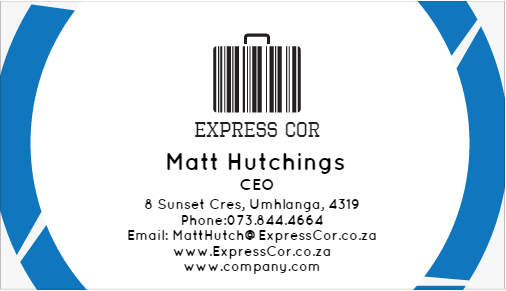 EXPRESS COR
Matt Hutchings
CEO
8 Sunset Cres, Umhlanga, 4319
Phone:073.844.4664
Email: MattHutch@ExpressCor.co.za
www.ExpressCor.co.za
www.company.com